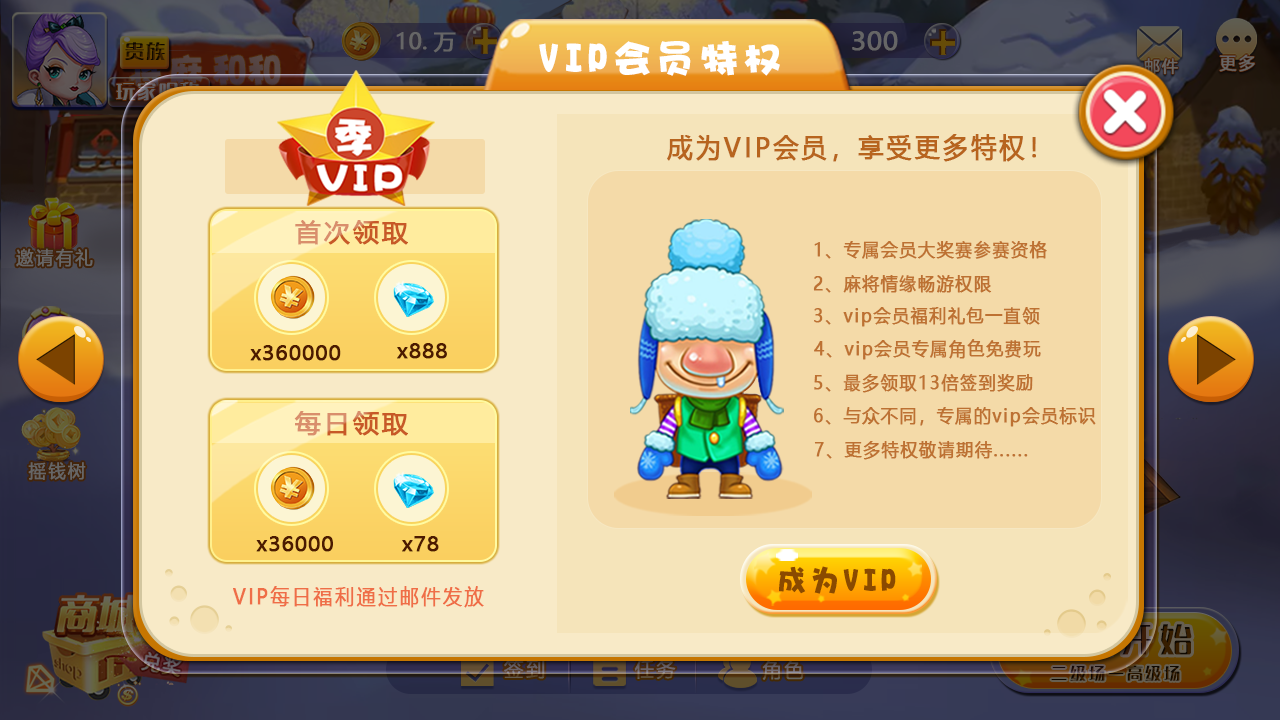 贵族
10.万
300
VIP会员特权
邮件
更多
季
VIP
成为VIP会员，享受更多特权！
首次领取
x360000
x888
每日领取
x36000
x78
VIP每日福利通过邮件发放
1、专属会员大奖赛参赛资格
2、麻将情缘畅游权限
3、vip会员福利礼包一直领
4、vip会员专属角色免费玩
5、最多领取13倍签到奖励
6、与众不同，专属的vip会员标识
7、更多特权敬请期待......
成为VIP
邀请有礼
摇钱树
商城
shop
兑奖
签到
任务
角色
开始
二级场—高级场